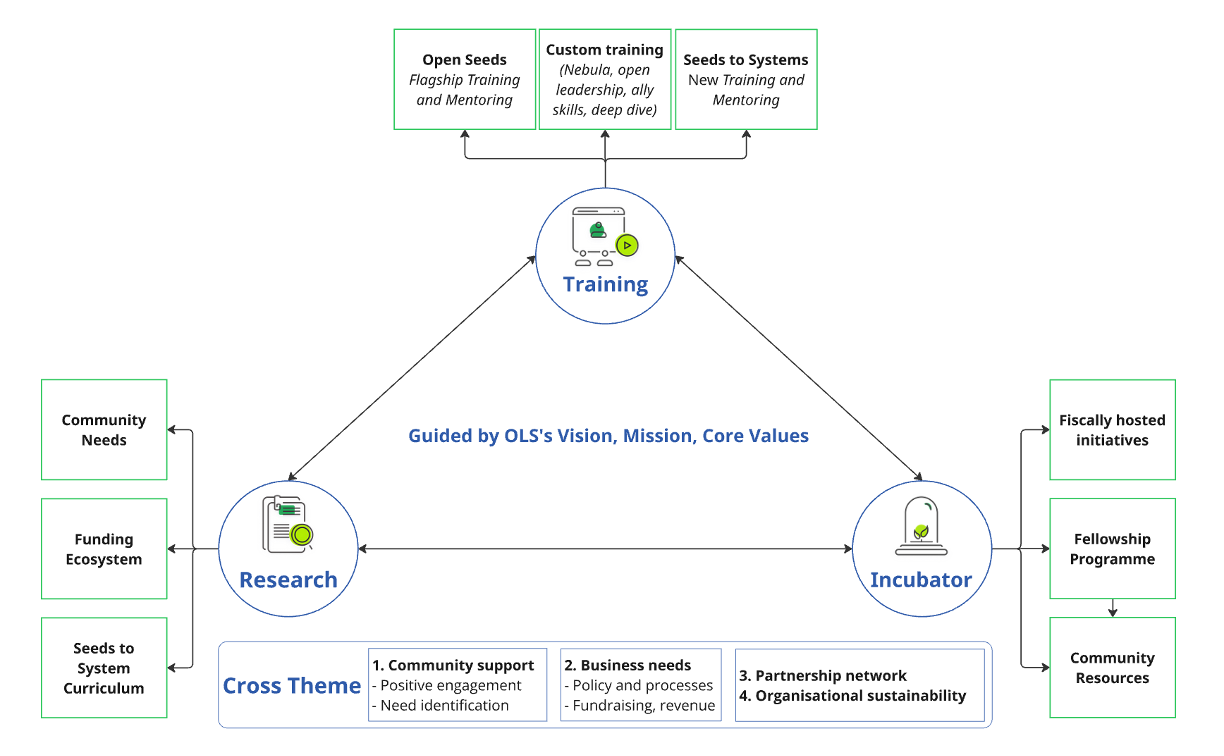 Open Seeds
Flagship Training
and Mentoring
Custom training
(Nebula, open
leadership, ally
skills, deep dive)
Seeds to Systems
New Training and
Mentoring
Training
Guided by OLS's Vision, Mission, Core Values
Community
Needs
Funding
Ecosystem
Seeds to
System
Curriculum
Research
Incubator
Fiscally hosted
initiatives
Fellowship
Programme
Community
Resources
Cross Theme
1. Community support
- Positive engagement
- Need identification
2. Business needs
- Policy and processes
- Fundraising, revenue
3. Partnership network
4. Organisational sustainability